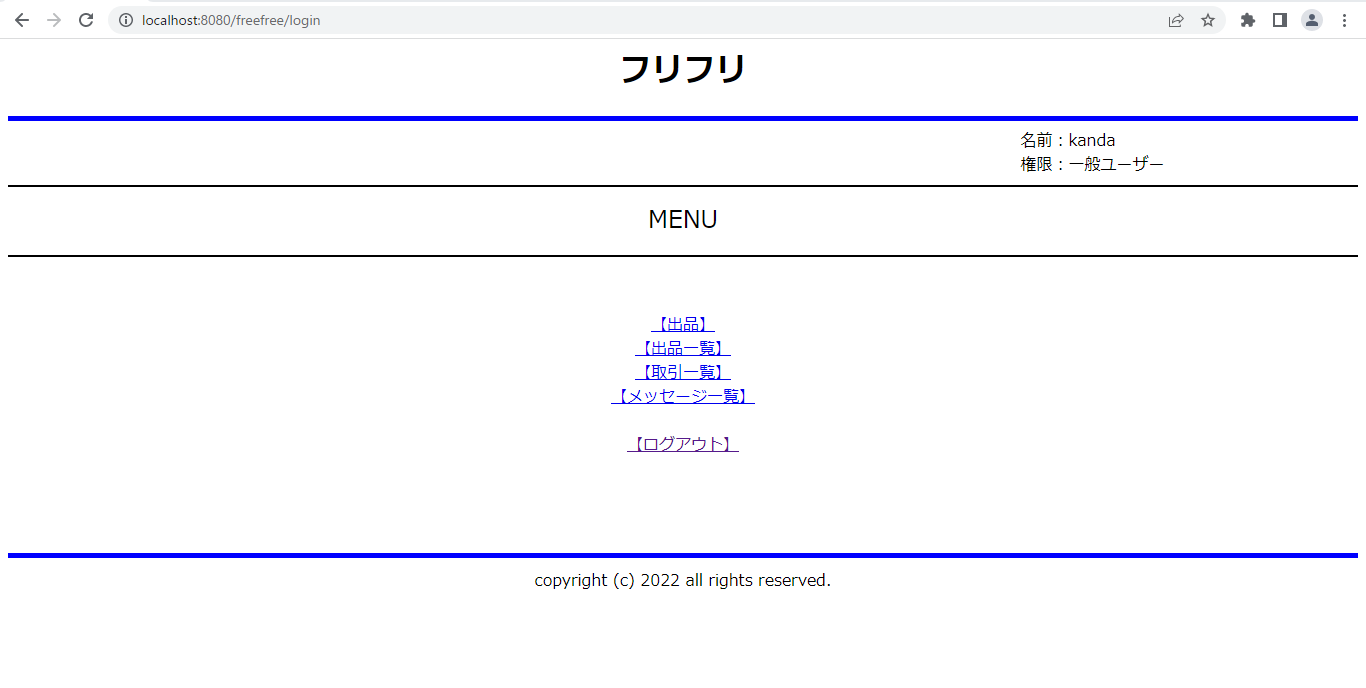 localhost:8080/freefree/login
フリフリ
名前：kanda
権限：一般ユーザー
MENU
【出品】
【出品一覧】
【取引一覧】
【メッセージ一覧】
【ログアウト】
copyright (c) 2022 all rights reserved.